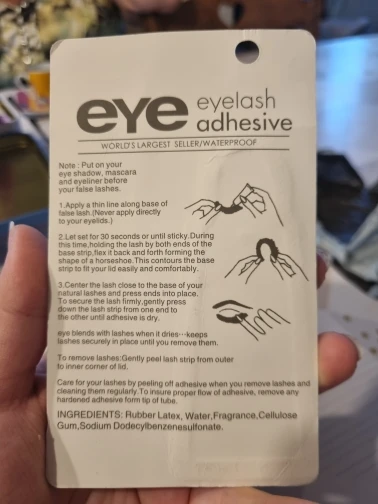 eye eyelash
adhesive
WORLD'S LARGEST SELLER/WATERPROOF
Note : Put on your
eye shadow, mascara
and eyeliner before
your false lashes.
1.Apply a thin line along base of
false lash.(Never apply directly
to your eyelids.)
2.Let set for 30 seconds or until sticky.During
this time,holding the lash by both ends of the
base strip,flex it back and forth forming the
shape of a horseshoe.This contours the base
strip to fit your lid easily and comfortably.
3.Center the lash close to the base of your
natural lashes and press ends into place.
To secure the lash firmly,gently press
down the lash strip from one end to
the other until adhesive is dry.
eye blends with lashes when it dries···keeps
lashes securely in place until you remove them.
To remove lashes:Gently peel lash strip from outer
to inner corner of lid.
Care for your lashes by peeling off adhesive when you remove lashes and
cleaning them regularly.To insure proper flow of adhesive, remove any
hardened adhesive form tip of tube.
INGREDIENTS: Rubber Latex, Water,Fragrance,Cellulose
Gum,Sodium Dodecylbenzenesulfonate.